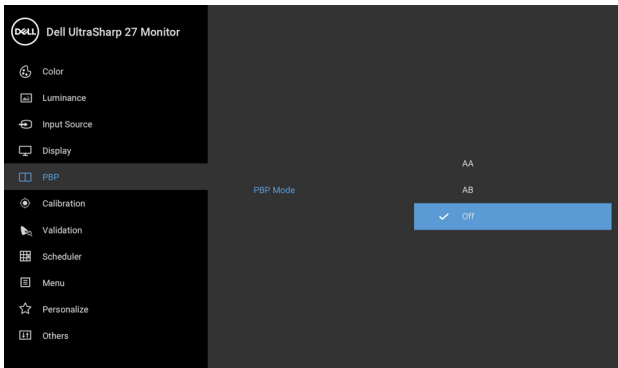 DELL Dell UltraSharp 27 Monitor
Color
Luminance
Input Source
Display
PBP
Calibration
Validation
Scheduler
Menu
Personalize
Others
PBP Mode
AA
AB
Off